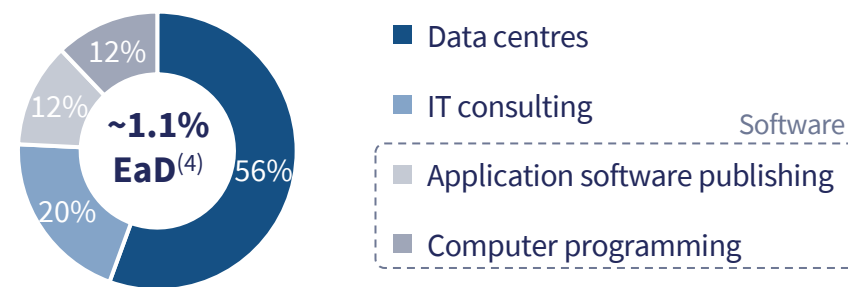 12%
12%
20%
56%
~1.1%
EaD(4)
Data centres
IT consulting
Software
Application software publishing
Computer programming